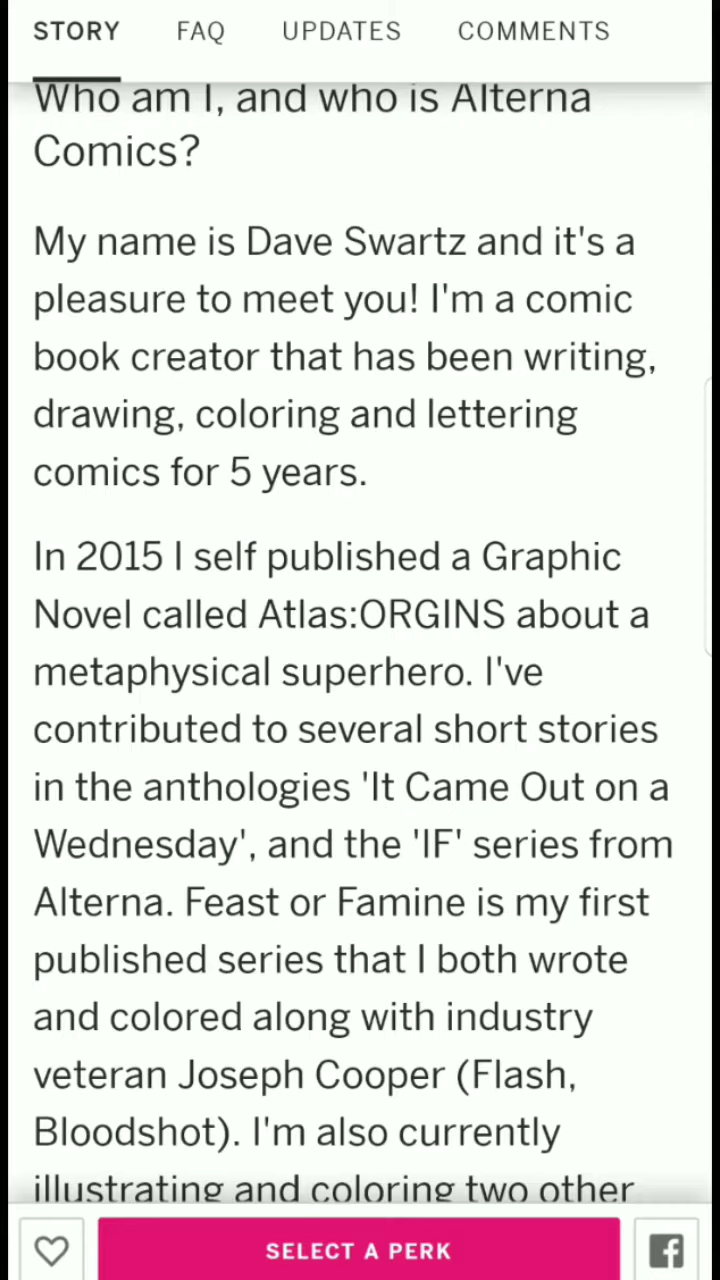 STORY FAQ UPDATES COMMENTS
Who am I, and who is Alterna
Comics?
My name is Dave Swartz and it's a
pleasure to meet you! I'm a comic
book creator that has been writing,
drawing, coloring and lettering
comics for 5 years.
In 2015 I self published a Graphic
Novel called Atlas:ORGINS about a
metaphysical superhero. I've
contributed to several short stories
in the anthologies 'It Came Out on a
Wednesday', and the 'IF' series from
Alterna. Feast or Famine is my first
published series that I both wrote
and colored along with industry
veteran Joseph Cooper (Flash,
Bloodshot). I'm also currently
illustrating and coloring two other
SELECT A PERK